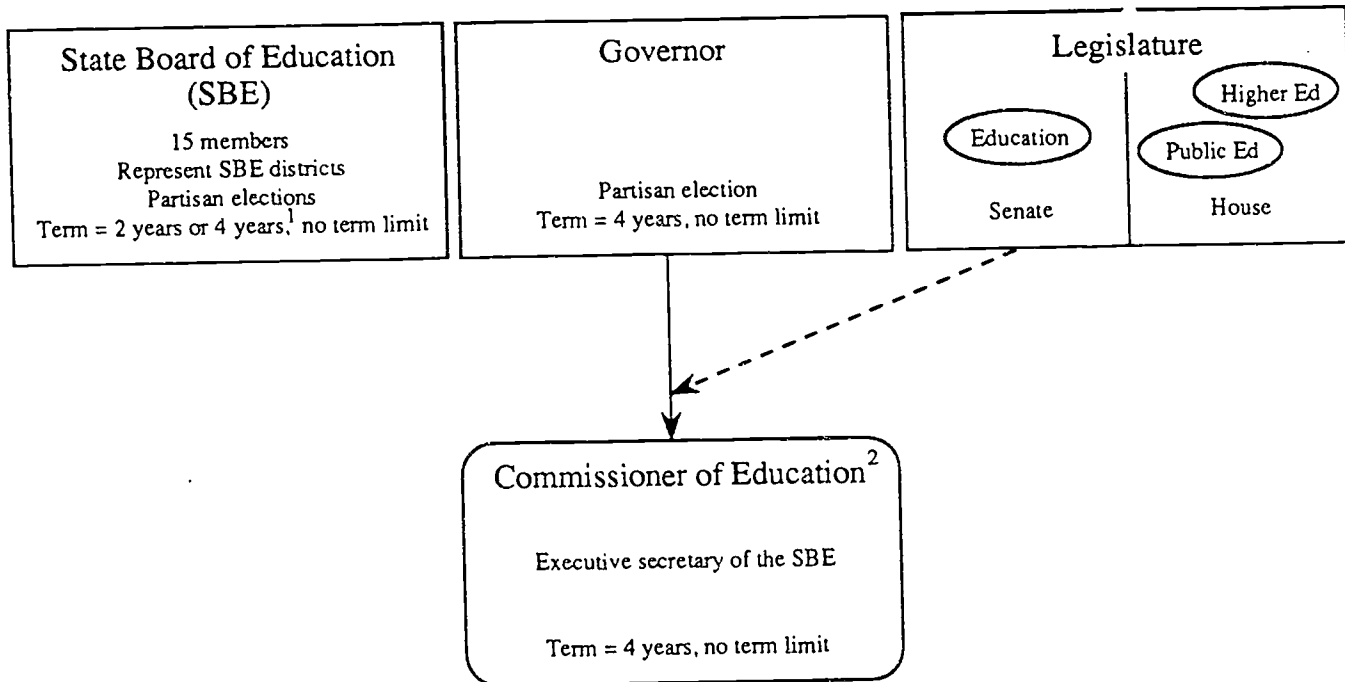 State Board of Education
(SBE)
15 members
Represent SBE districts
Partisan elections
Term = 2 years or 4 years,1 no term limit
Governor
Partisan election
Term = 4 years, no term limit
Legislature
Education
Senate
Higher Ed
Public Ed
House
Commissioner of Education2
Executive secretary of the SBE
Term = 4 years, no term limit